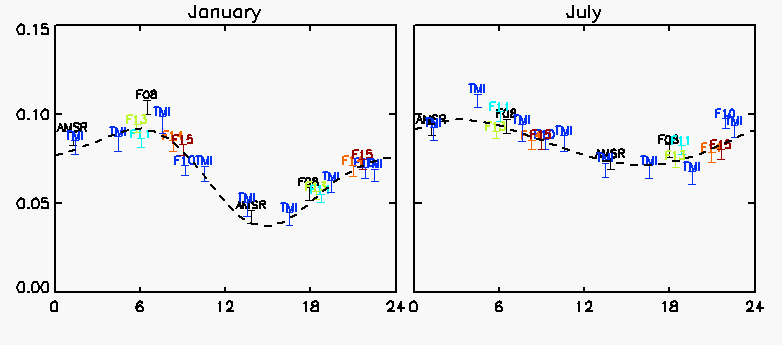 January
July
0.15
0.10
0.05
0.00
AMSR
TMI
TMI
F13
F11
F08
TMI
F14
F15
F10
TMI
TMI
AMSR
TMI
F08
TMI
F15
AMSR
TMI
F11
F08
F13
TMI
TMI
AMSR
TMI
F08
F11
F13
TMI
F10
TMI
F15
0 6 12 18 24
0 6 12 18 24